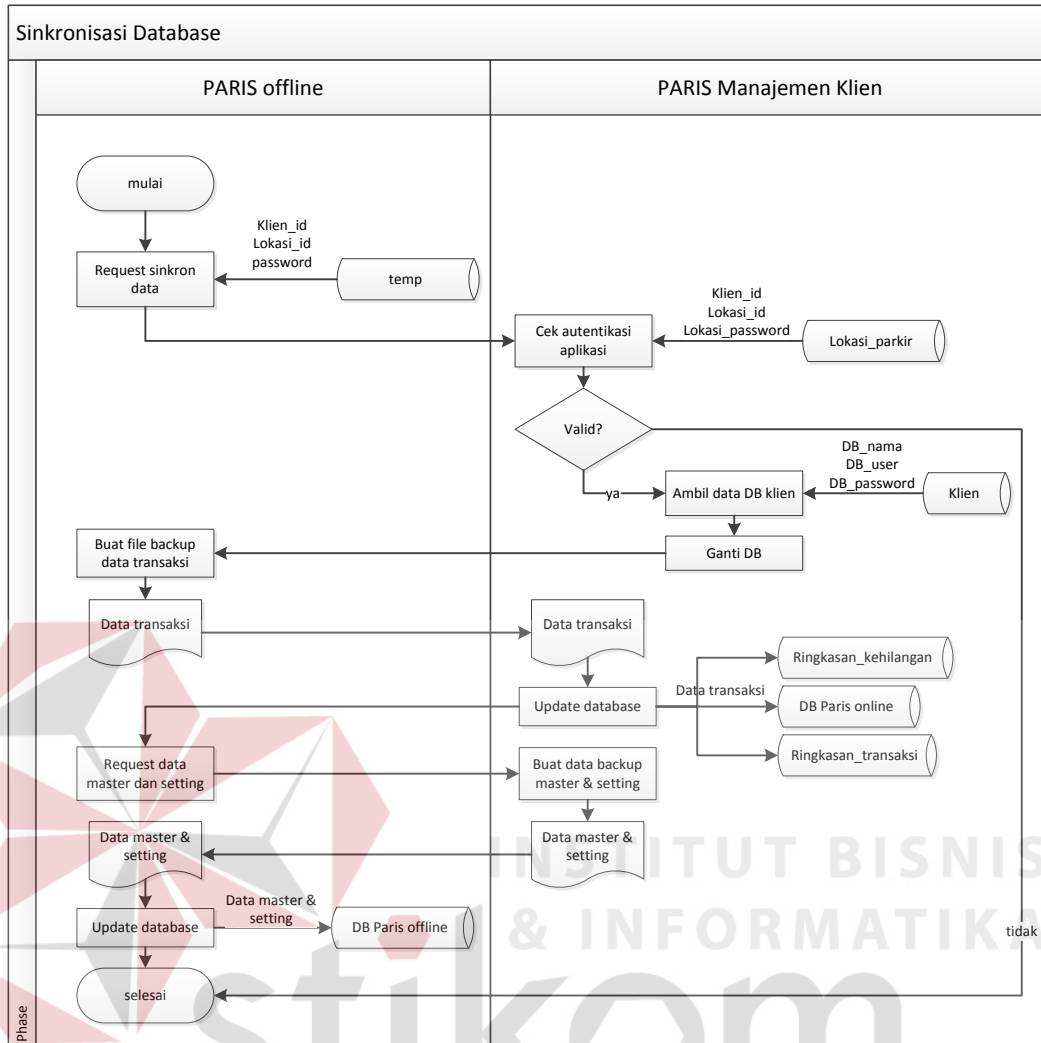 Sinkronisasi Database
PARIS offline
PARIS Manajemen Klien
mulai
Klien_id
Lokasi_id
password
Request sinkron
data
temp
Klien_id
Lokasi_id
Lokasi_password
Cek autentikasi
aplikasi
Lokasi_parkir
Valid?
DB_nama
DB_user
DB_password
ya
Ambil data DB klien
Klien
Buat file backup
data transaksi
Ganti DB
Data transaksi
Data transaksi
Ringkasan_kehilangan
Data transaksi
Update database
DB Paris online
Ringkasan_transaksi
Request data
master dan setting
Buat data backup
master & setting
Data master &
setting
Data master &
setting
INSTITUT BISNIS
& INFORMATIKA
Data master &
setting
Update database
DB Paris offline
tidak
selesai
stikom
Phase